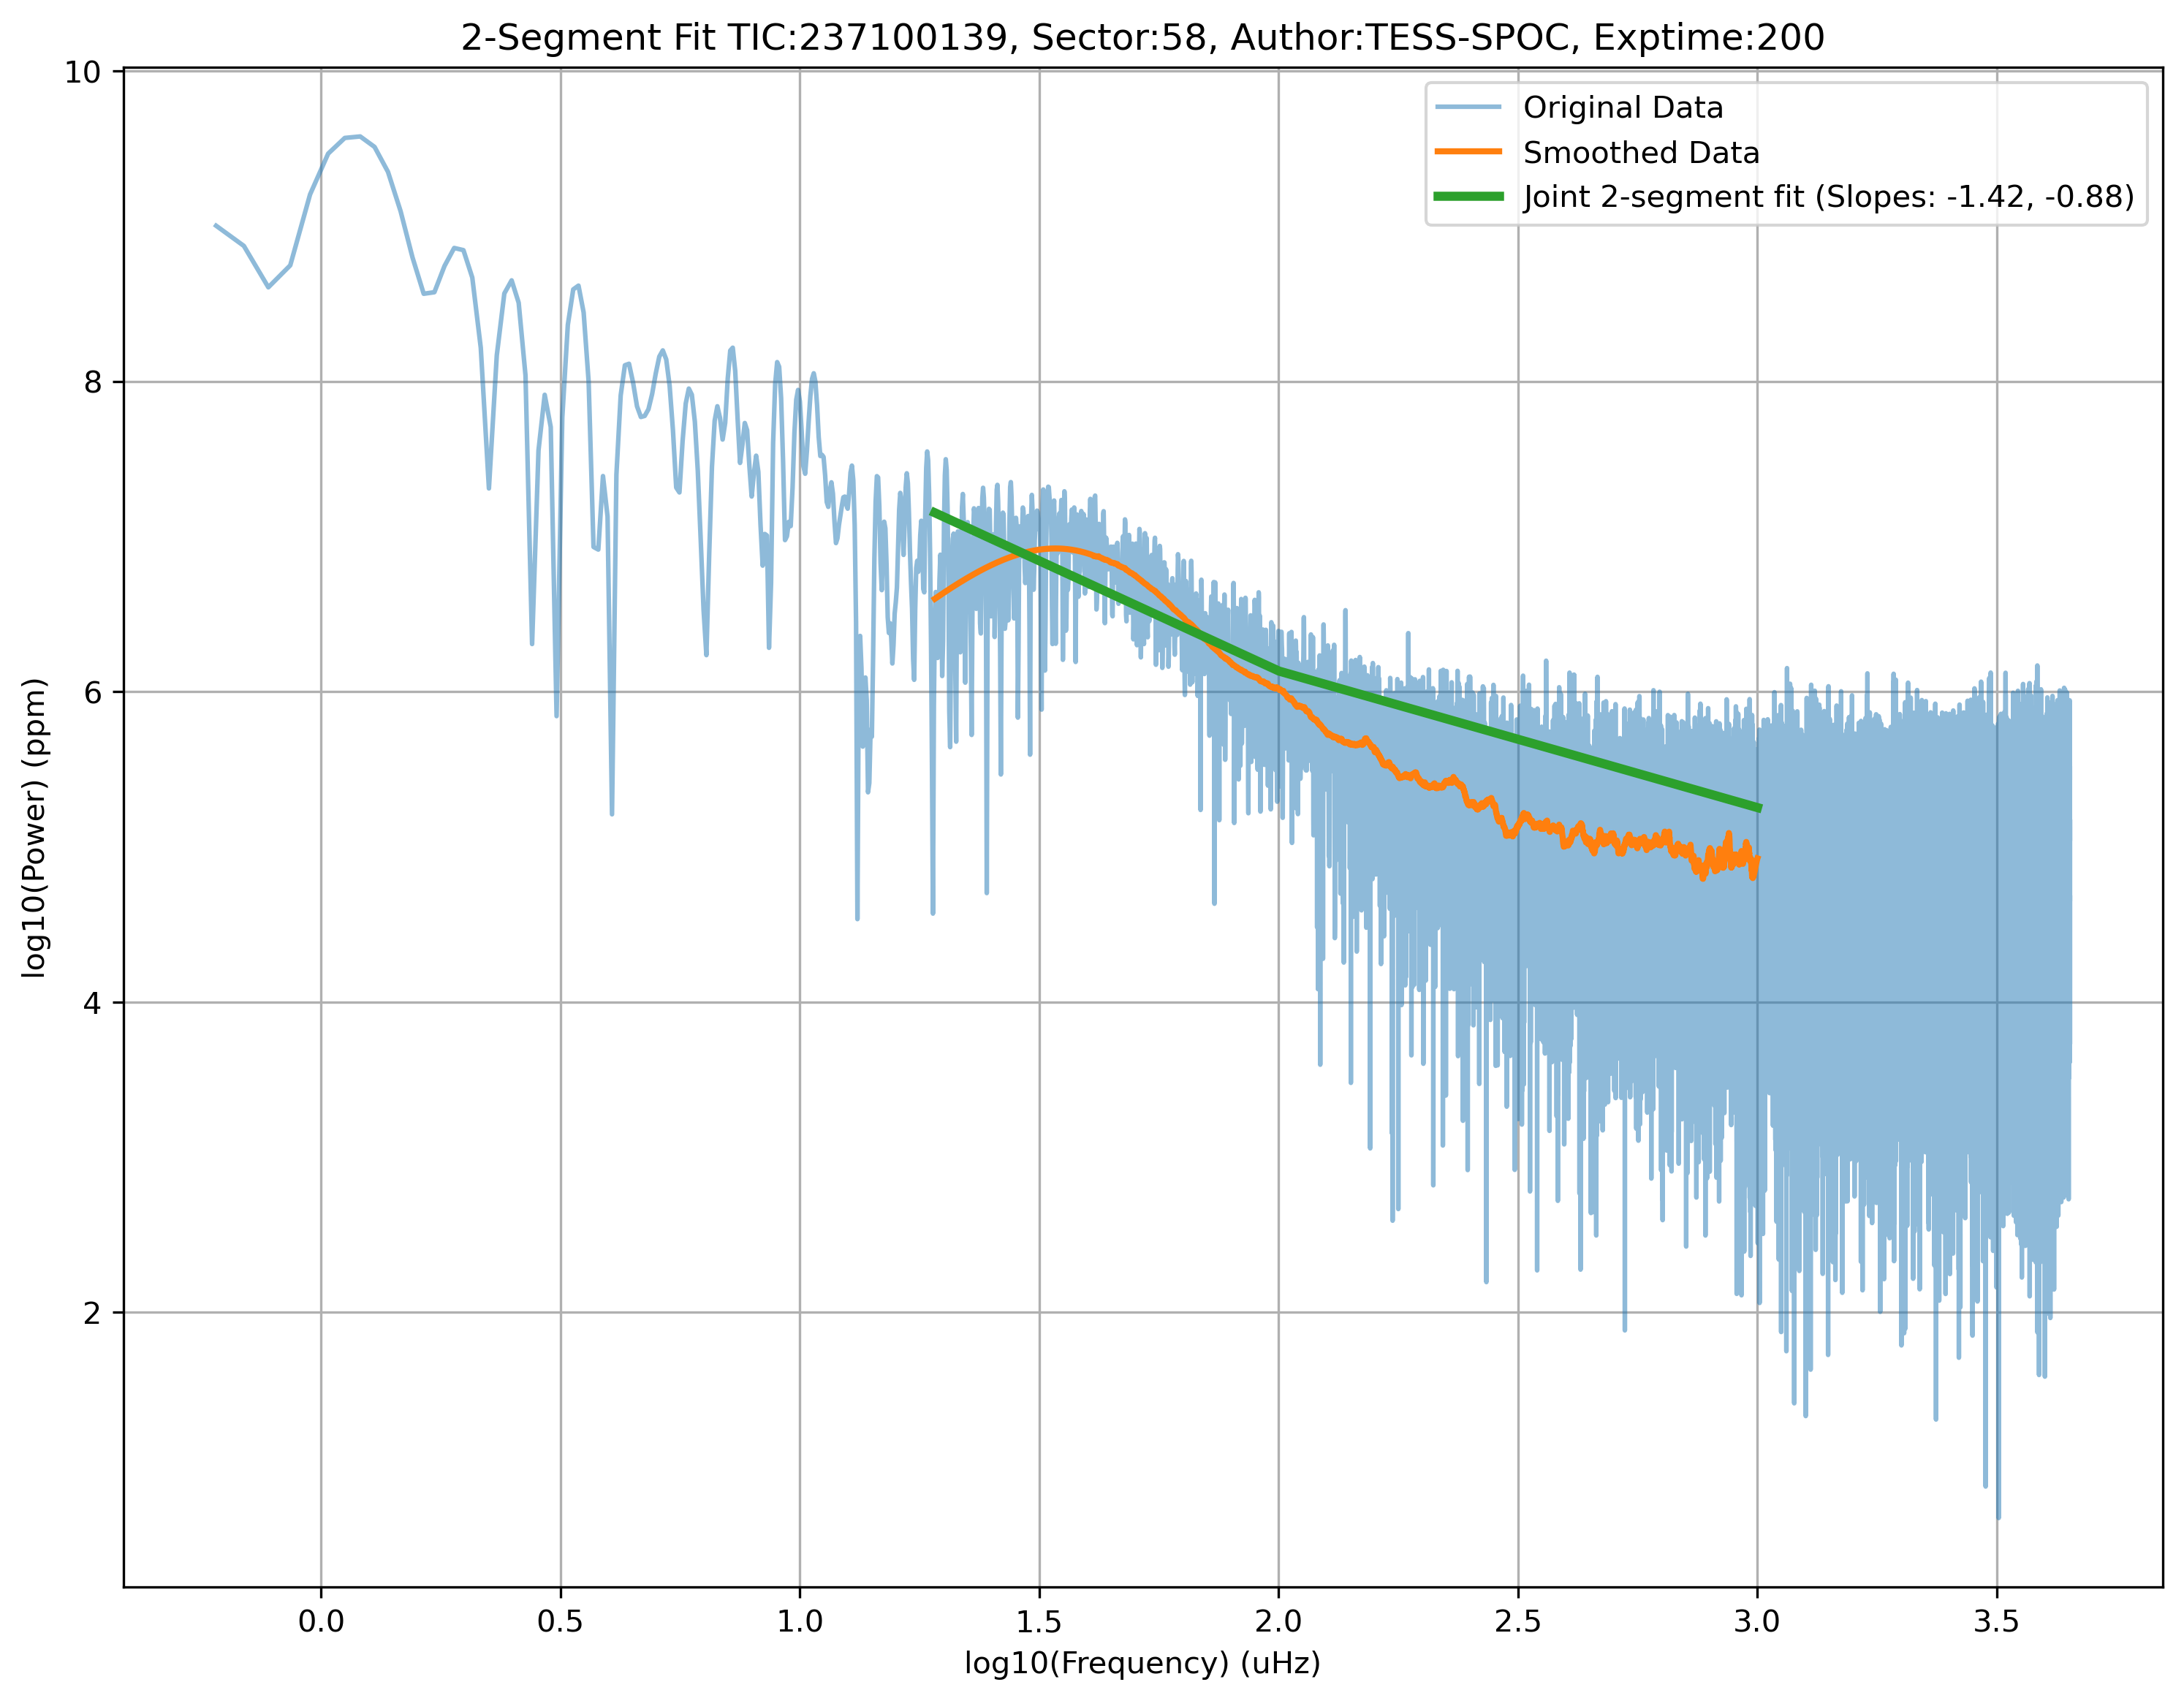 2-Segment Fit TIC:237100139, Sector:58, Author:TESS-SPOC, Exptime:200
Original Data
Smoothed Data
Joint 2-segment fit (Slopes: -1.42, -0.88)
10
8
6
4
2
log10(Power) (ppm)
0.0 0.5 1.0 1.5 2.0 2.5 3.0 3.5
log10(Frequency) (uHz)